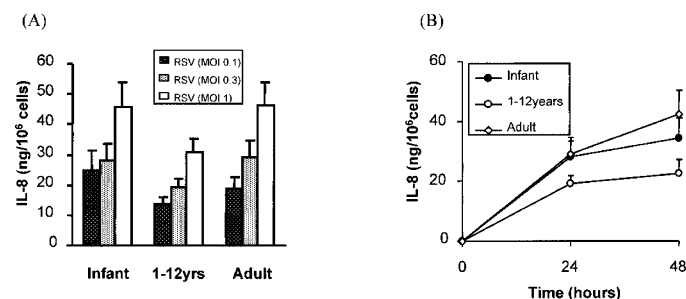 (A)
IL-8 (ng/10⁶ cells)
60
50
40
30
20
10
0
RSV (MOI 0.1)
RSV (MOI 0.3)
RSV (MOI 1)
Infant
1-12yrs
Adult
(B)
IL-8 (ng/10⁶cells)
60
40
20
0
Infant
1-12years
Adult
0
24
48
Time (hours)